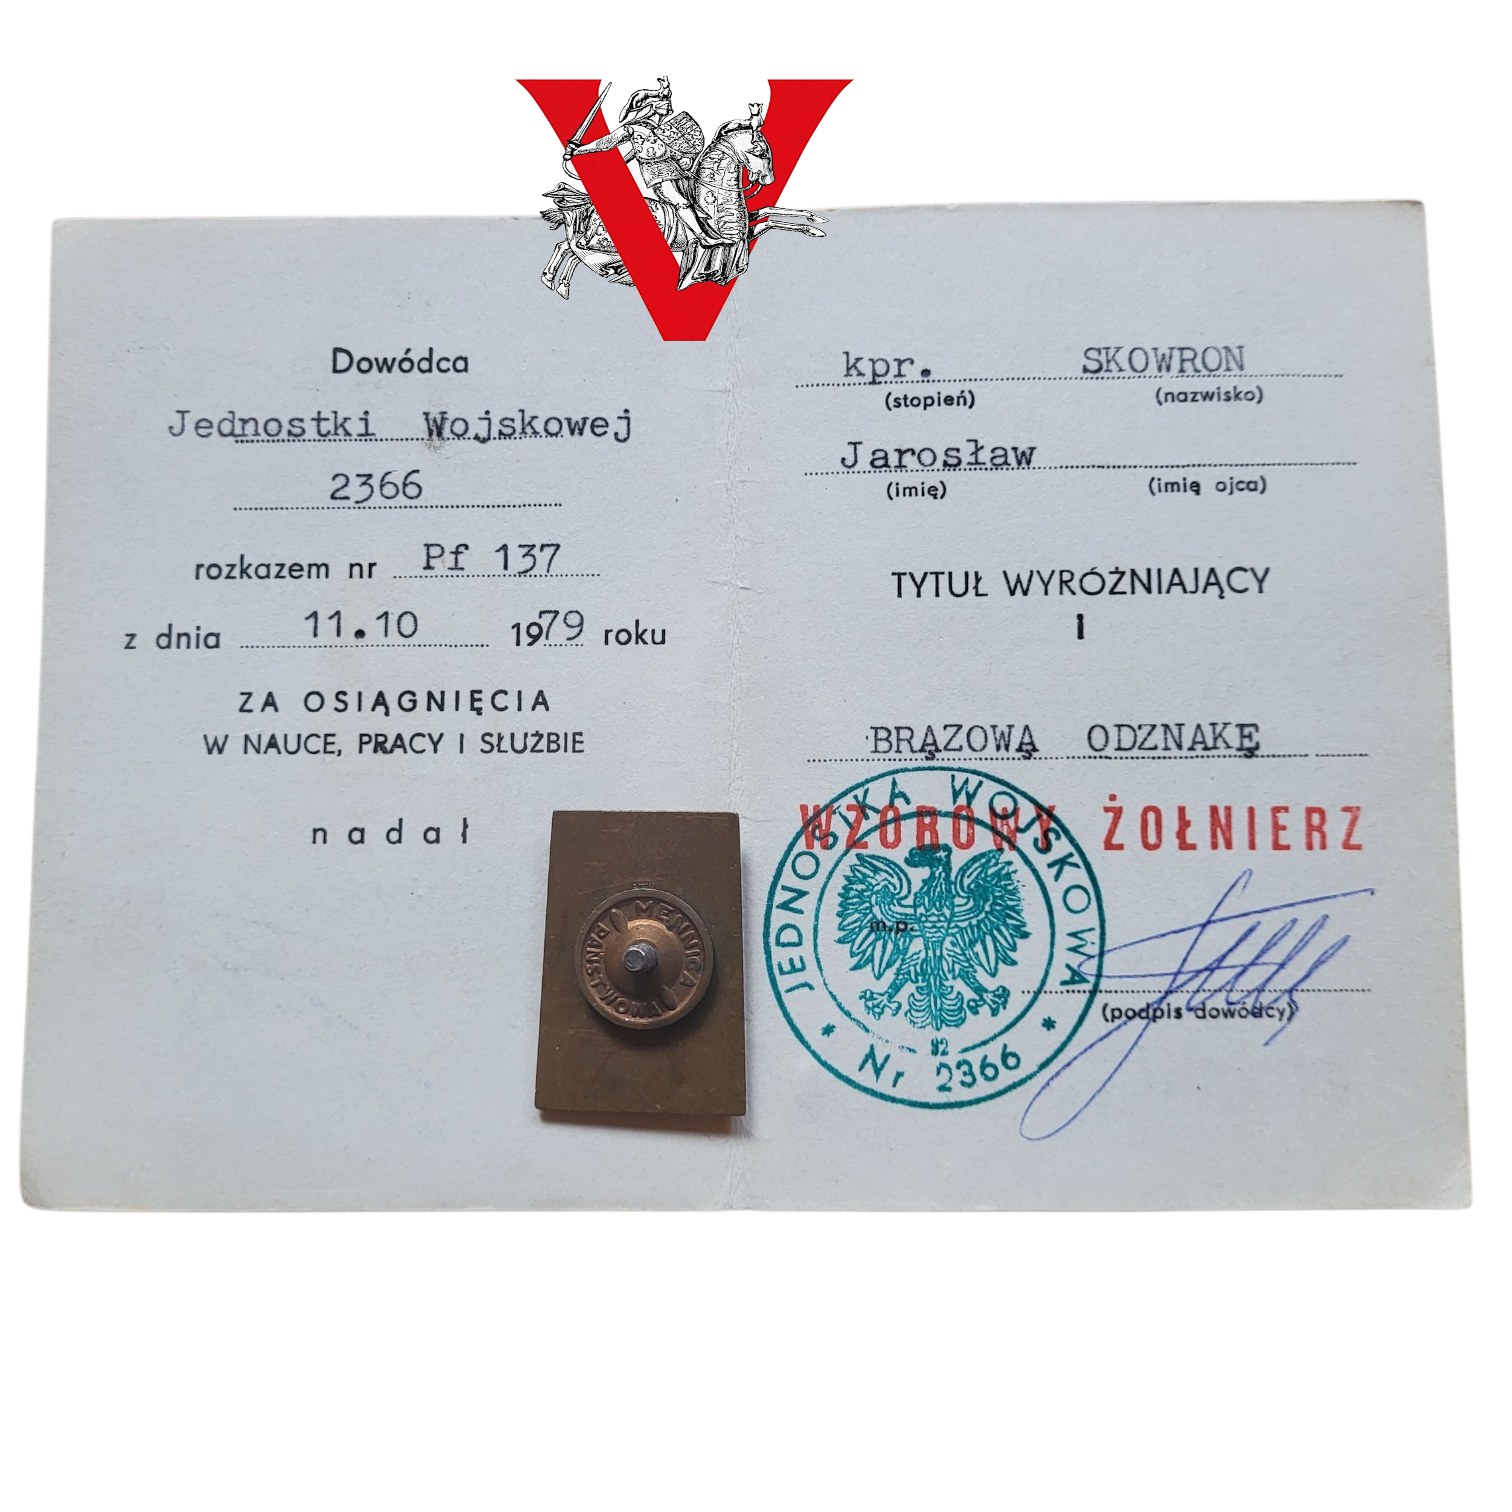 V
Dowódca
Jednostki Wojskowej
2366
rozkazem nr Pf 137
z dnia 11.10 1979 roku
ZA OSIĄGNIĘCIA
W NAUCE, PRACY I SŁUŻBIE
nadał
MENNICA PAŃSTWOWA
kpr. SKOWRON
(stopień) (nazwisko)
Jarosław
(imię) (imię ojca)
TYTUŁ WYRÓŻNIAJĄCY
I
BRĄZOWĄ ODZNAKĘ
WZOROWY ŻOŁNIERZ
JEDNOSTKA WOJSKOWA
m.p.
(podpis dowódcy)
92
* Nr 2366 *